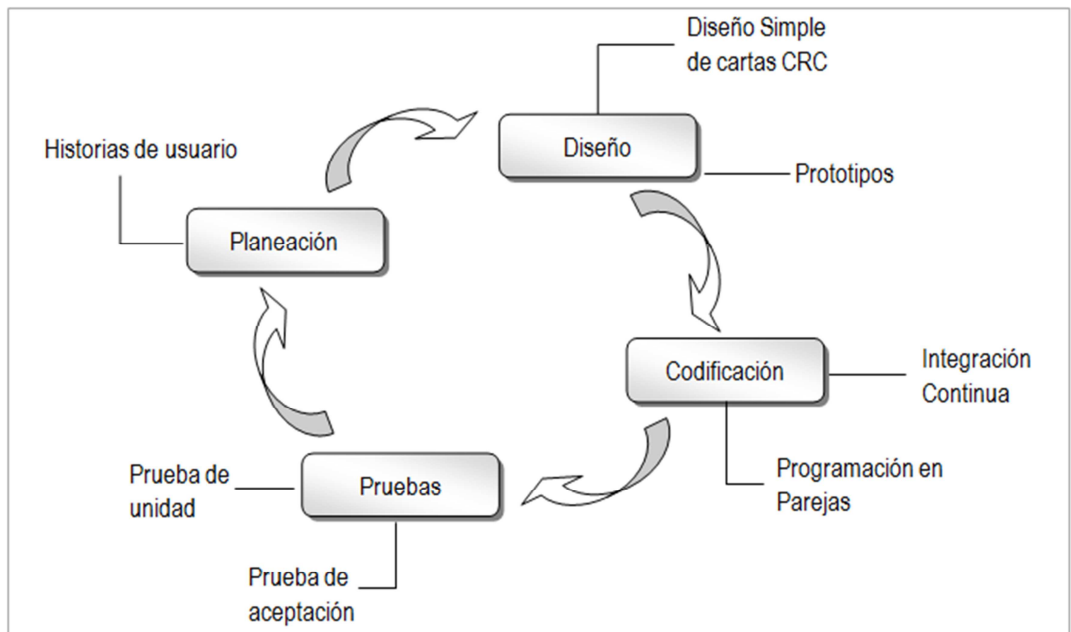 Diseño Simple
de cartas CRC
Diseño
Prototipos
Historias de usuario
Planeación
Codificación
Integración
Continua
Programación en
Parejas
Pruebas
Prueba de
unidad
Prueba de
aceptación